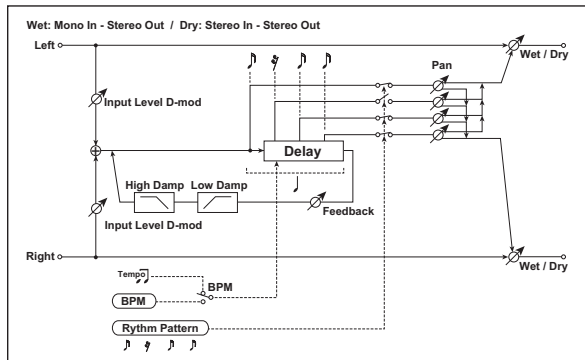 Wet: Mono In - Stereo Out / Dry: Stereo In - Stereo Out
Left
Wet / Dry
Pan
Input Level D-mod
Delay
High Damp
Low Damp
Feedback
Input Level D-mod
Right
Wet / Dry
Tempo
BPM
BPM
Rythm Pattern